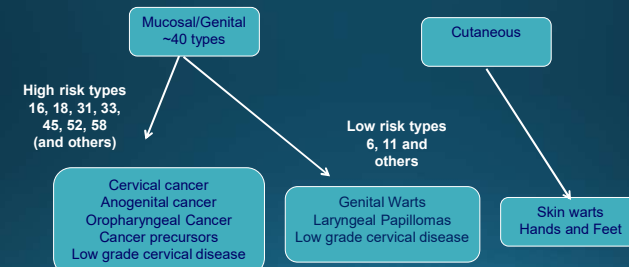 Mucosal/Genital
~40 types
Cutaneous
High risk types
16, 18, 31, 33,
45, 52, 58
(and others)
Low risk types
6, 11 and
others
Cervical cancer
Anogenital cancer
Oropharyngeal Cancer
Cancer precursors
Low grade cervical disease
Genital Warts
Laryngeal Papillomas
Low grade cervical disease
Skin warts
Hands and Feet